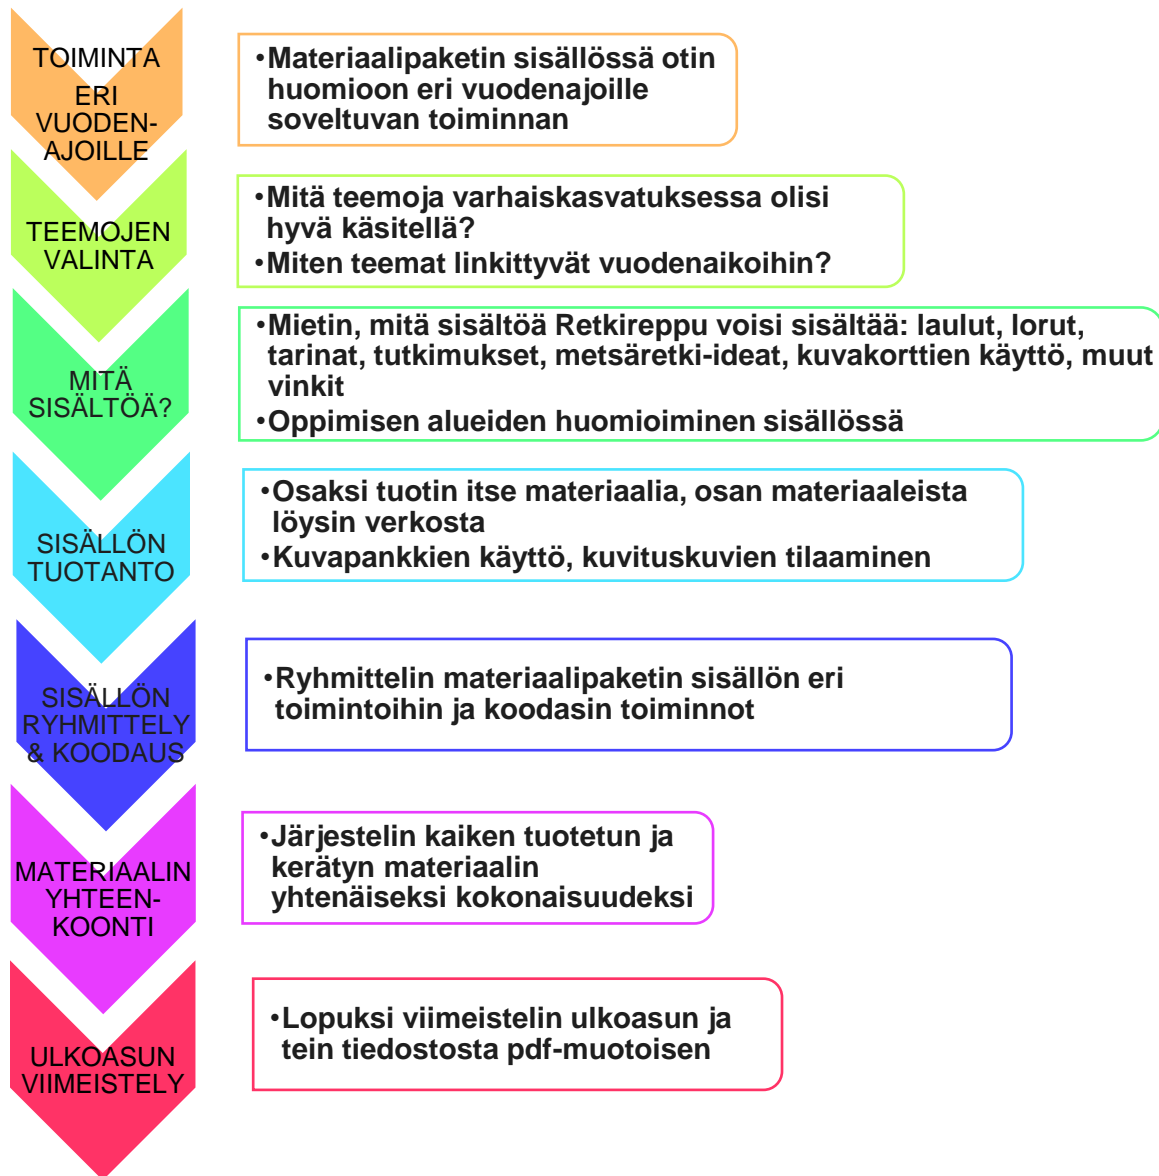 TOIMINTA
ERI
VUODEN-
AJOILLE
•Materiaalipaketin sisällössä otin
huomioon eri vuodenajoille
soveltuvan toiminnan
TEEMOJEN
VALINTA
•Mitä teemoja varhaiskasvatuksessa olisi
hyvä käsitellä?
•Miten teemat linkittyvät vuodenaikoihin?
MITÄ
SISÄLTÖÄ?
•Mietin, mitä sisältöä Retkireppu voisi sisältää: laulut, lorut,
tarinat, tutkimukset, metsäretki-ideat, kuvakorttien käyttö, muut
vinkit
•Oppimisen alueiden huomioiminen sisällössä
SISÄLLÖN
TUOTANTO
•Osaksi tuotin itse materiaalia, osan materiaaleista
löysin verkosta
•Kuvapankkien käyttö, kuvituskuvien tilaaminen
SISÄLLÖN
RYHMITTELY
& KOODAUS
•Ryhmittelin materiaalipaketin sisällön eri
toimintoihin ja koodasin toiminnot
MATERIAALIN
YHTEEN-
KOONTI
•Järjestelin kaiken tuotetun ja
kerätyn materiaalin
yhtenäiseksi kokonaisuudeksi
ULKOASUN
VIIMEISTELY
•Lopuksi viimeistelin ulkoasun ja
tein tiedostosta pdf-muotoisen